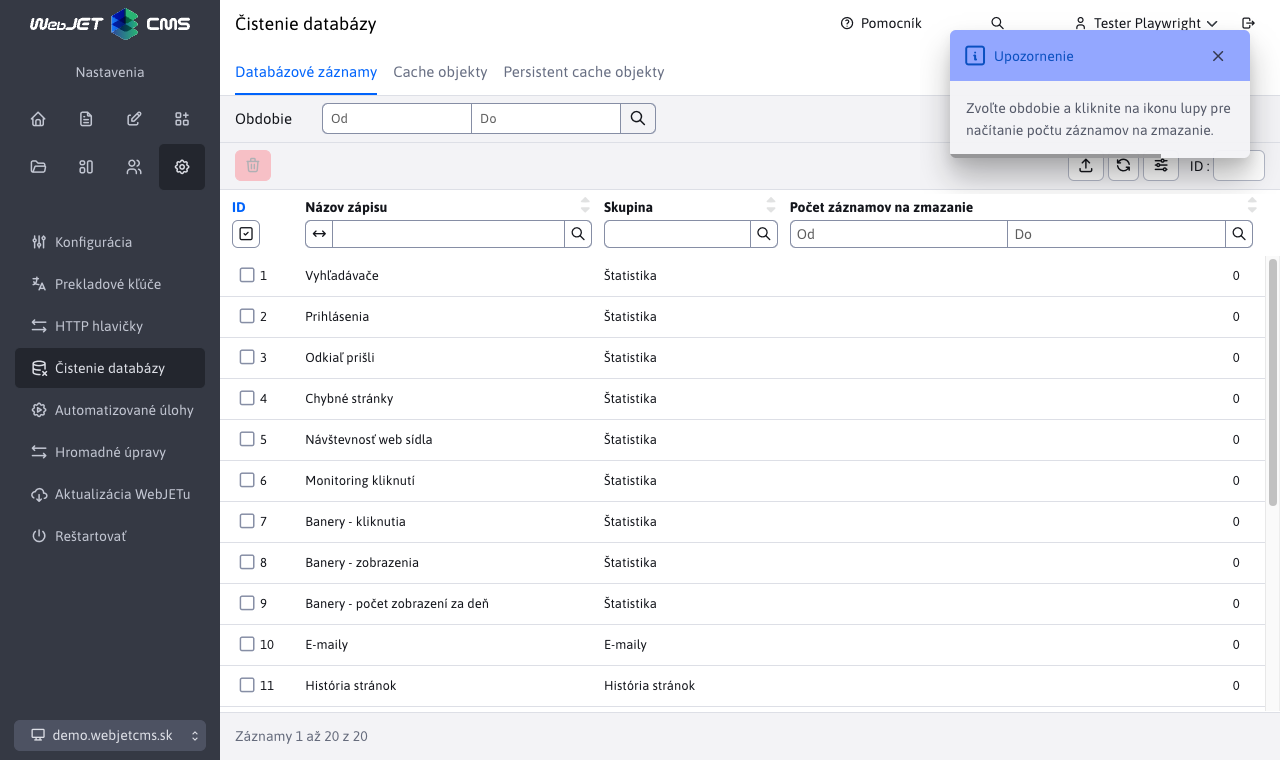 WebJET CMS
Nastavenia
Konfigurácia
Prekladové kľúče
HTTP hlavičky
Čistenie databázy
Automatizované úlohy
Hromadné úpravy
Aktualizácia WebJETu
Reštartovať
demo.webjetcms.sk
Čistenie databázy
Pomocník
Tester Playwright
Databázové záznamy Cache objekty Persistent cache objekty
Upozornenie
Zvoľte obdobie a kliknite na ikonu lupy pre
načítanie počtu záznamov na zmazanie.
Obdobie Od Do
ID :
ID Názov zápisu Skupina Počet záznamov na zmazanie
Od Do
1 Vyhľadávače Štatistika 0
2 Prihlásenia Štatistika 0
3 Odkiaľ prišli Štatistika 0
4 Chybné stránky Štatistika 0
5 Návštevnosť web sídla Štatistika 0
6 Monitoring kliknutí Štatistika 0
7 Banery - kliknutia Štatistika 0
8 Banery - zobrazenia Štatistika 0
9 Banery - počet zobrazení za deň Štatistika 0
10 E-maily E-maily 0
11 História stránok História stránok 0
Záznamy 1 až 20 z 20